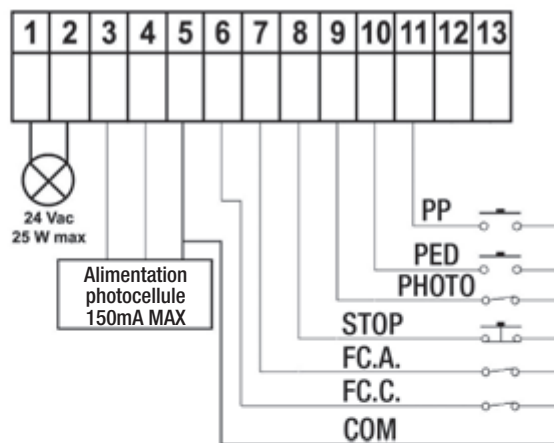 1 2 3 4 5 6 7 8 9 10 11 12 13
24 Vac
25 W max
Alimentation
photocellule
150mA MAX
PP
PED
PHOTO
STOP
FC.A.
FC.C.
COM